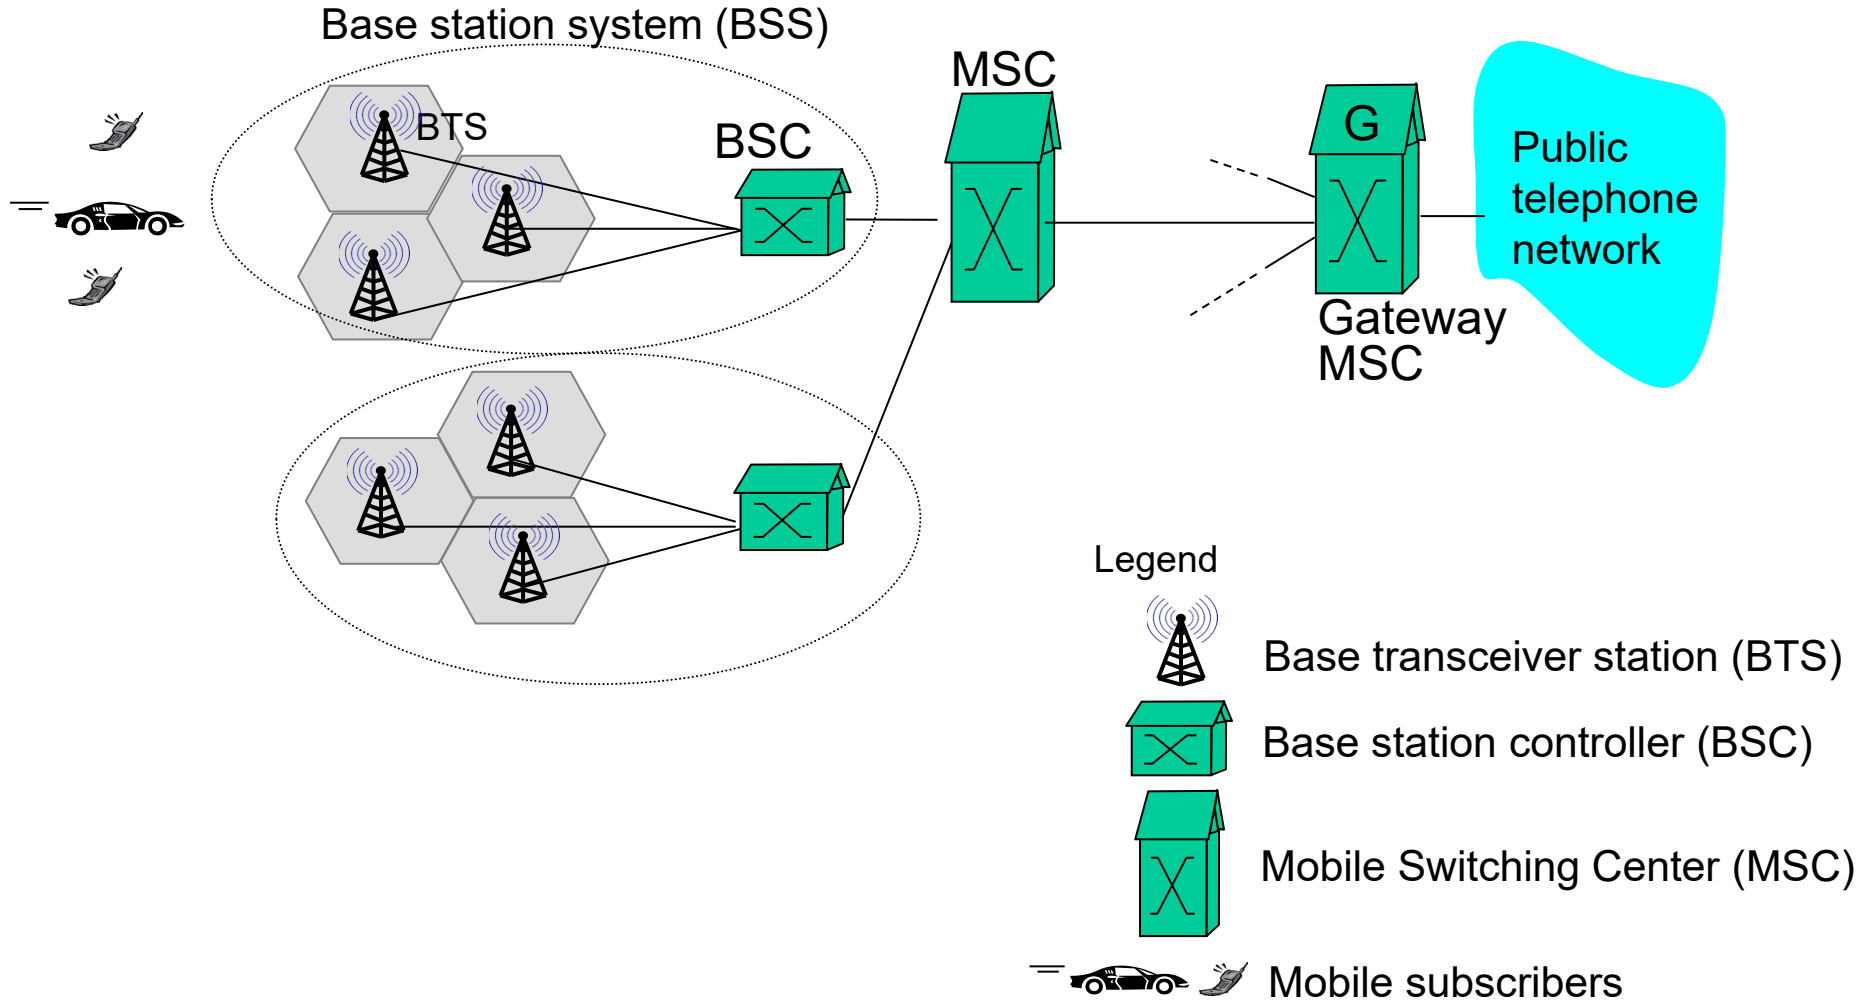 Base station system (BSS)
MSC
BTS
BSC
G
Public
telephone
network
Gateway
MSC
Legend
Base transceiver station (BTS)
Base station controller (BSC)
Mobile Switching Center (MSC)
Mobile subscribers